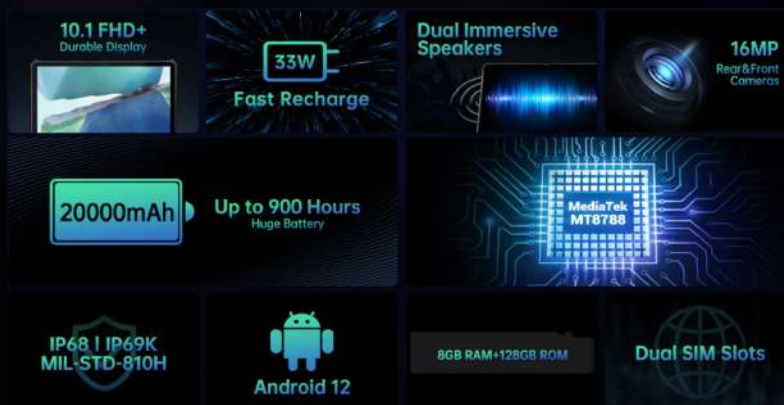 10.1 FHD+
Durable Display
33W
Fast Recharge
Dual Immersive
Speakers
16MP
Rear&Front
Cameras
20000mAh
Up to 900 Hours
Huge Battery
MediaTek
MT8788
IP68 | IP69K
MIL-STD-810H
Android 12
8GB RAM+128GB ROM
Dual SIM Slots